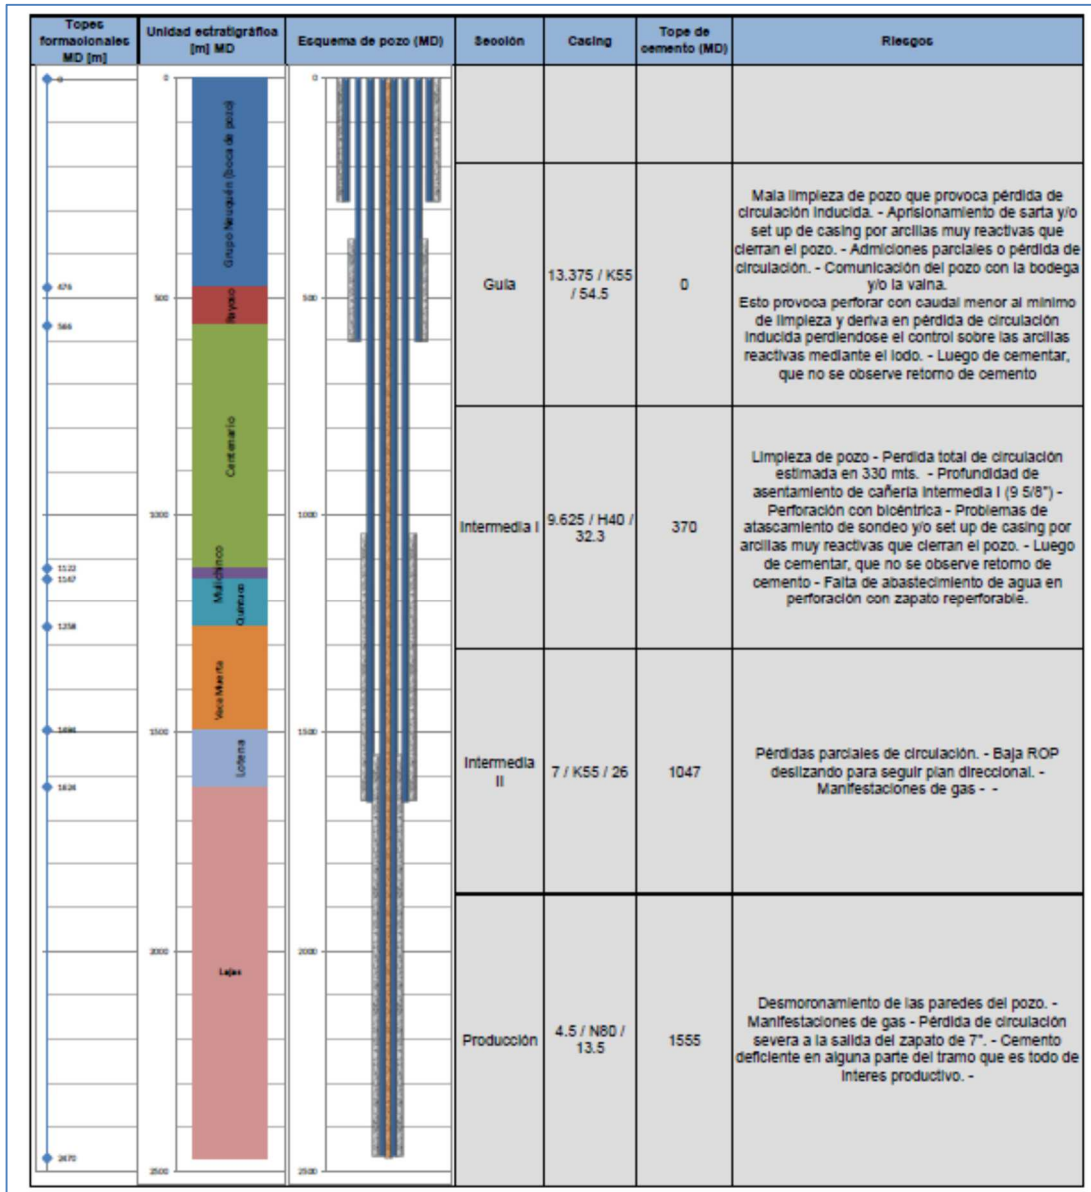 Topes
formacionales
MD [m]
Unidad estratigráfica
[m] MD
Esquema de pozo (MD)
Sección
Casing
Tope de
cemento (MD)
Riesgos
0
476
566
1122
1147
1258
1494
1624
2470
0
500
1000
1500
2000
2500
Grupo Neuquén (boca de pozo)
Rayoso
Centenario
Mulichinco
Quintuco
Vaca Muerta
Lotena
Lajas
0
500
1000
1500
2000
2500
Guía
13.375 / K55
/ 54.5
0
Mala limpieza de pozo que provoca pérdida de
circulación inducida. - Aprisionamiento de sarta y/o
set up de casing por arcillas muy reactivas que
cierran el pozo. - Admiciones parciales o pérdida de
circulación. - Comunicación del pozo con la bodega
y/o la vaina.
Esto provoca perforar con caudal menor al mínimo
de limpieza y deriva en pérdida de circulación
inducida perdiendose el control sobre las arcillas
reactivas mediante el lodo. - Luego de cementar,
que no se observe retorno de cemento
Intermedia I
9.625 / H40 /
32.3
370
Limpieza de pozo - Perdida total de circulación
estimada en 330 mts. - Profundidad de
asentamiento de cañería Intermedia I (9 5/8") -
Perforación con bicéntrica - Problemas de
atascamiento de sondeo y/o set up de casing por
arcillas muy reactivas que cierran el pozo. - Luego
de cementar, que no se observe retorno de
cemento - Falta de abastecimiento de agua en
perforación con zapato reperforable.
Intermedia
II
7 / K55 / 26
1047
Pérdidas parciales de circulación. - Baja ROP
deslizando para seguir plan direccional. -
Manifestaciones de gas - -
Producción
4.5 / N80 /
13.5
1555
Desmoronamiento de las paredes del pozo. -
Manifestaciones de gas - Pérdida de circulación
severa a la salida del zapato de 7". - Cemento
deficiente en alguna parte del tramo que es todo de
interes productivo. -